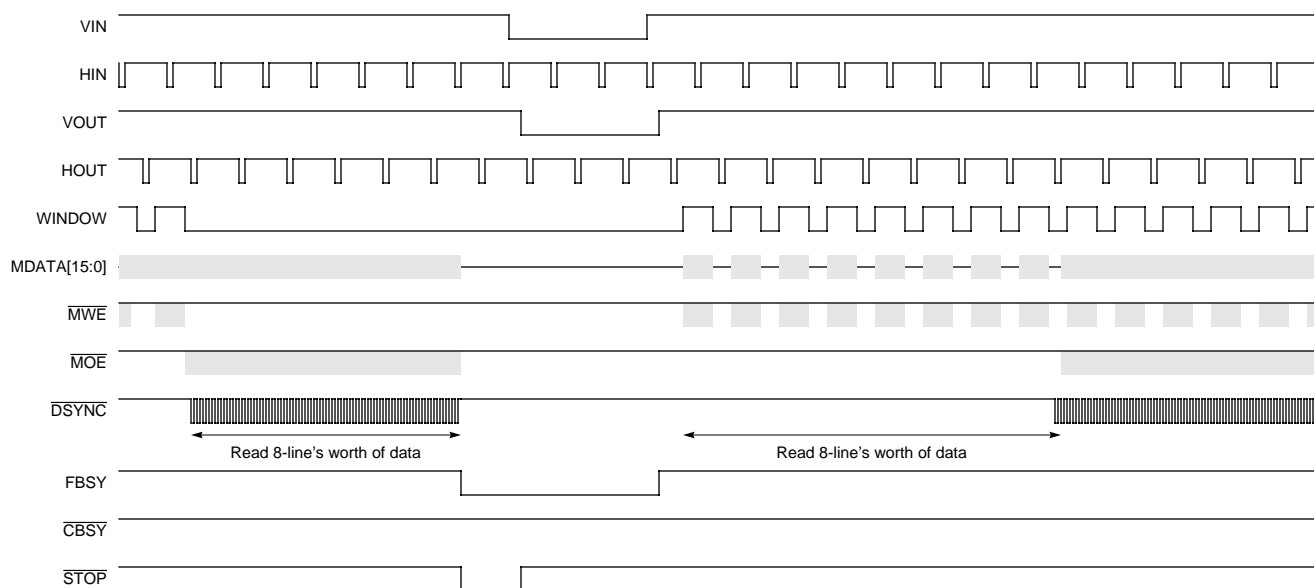 VIN
HIN
VOUT
HOUT
WINDOW
MDATA[15:0]
MWE
MOE
DSYNC
Read 8-line's worth of data Read 8-line's worth of data
FBSY
CBSY
STOP